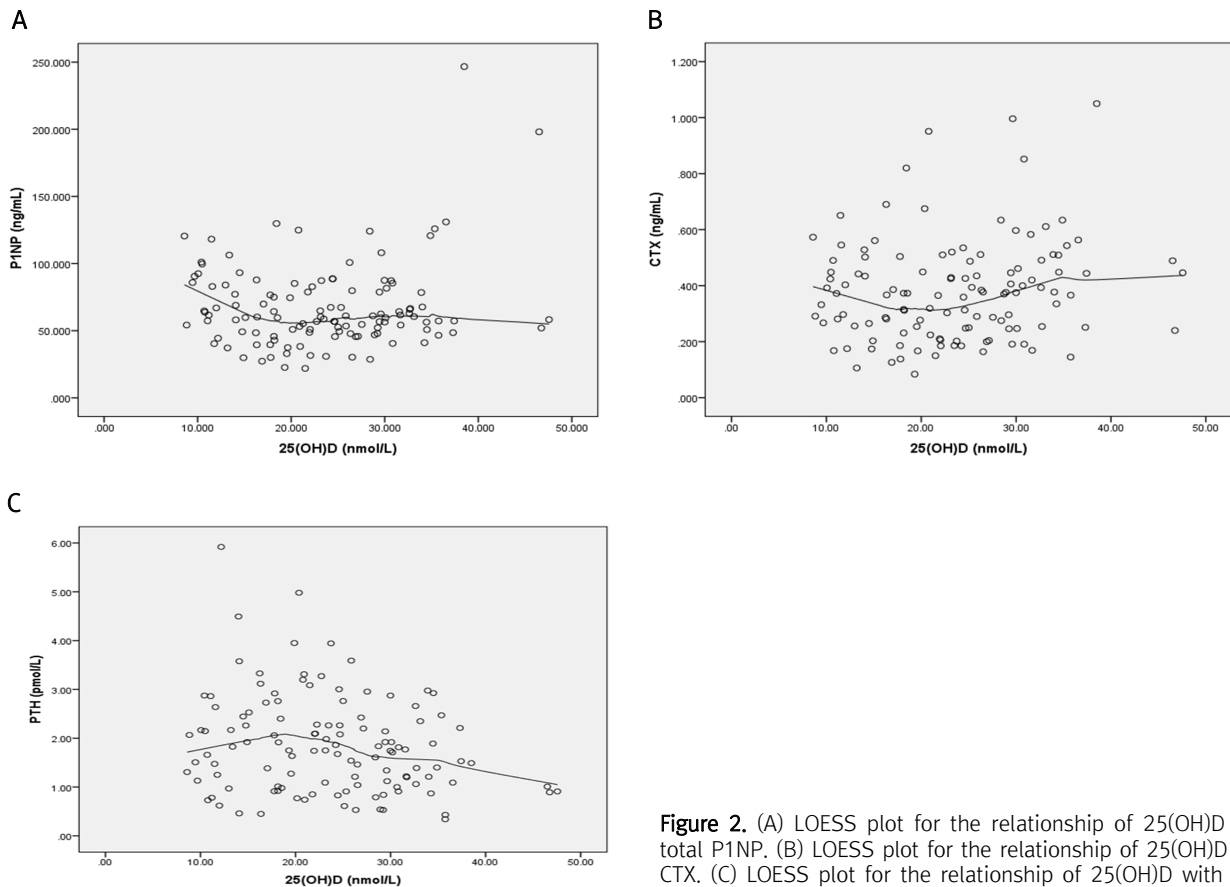 A
250.000
200.000
150.000
100.000
50.000
.000
P1NP (ng/mL)
.000 10.000 20.000 30.000 40.000 50.000
25(OH)D (nmol/L)
B
1.200
1.000
.800
.600
.400
.200
.000
CTX (ng/mL)
.00 10.00 20.00 30.00 40.00 50.00
25(OH)D (nmol/L)
C
6.00
5.00
4.00
3.00
2.00
1.00
.00
PTH (pmol/L)
.00 10.00 20.00 30.00 40.00 50.00
25(OH)D (nmol/L)
Figure 2. (A) LOESS plot for the relationship of 25(OH)D
total P1NP. (B) LOESS plot for the relationship of 25(OH)D
CTX. (C) LOESS plot for the relationship of 25(OH)D with